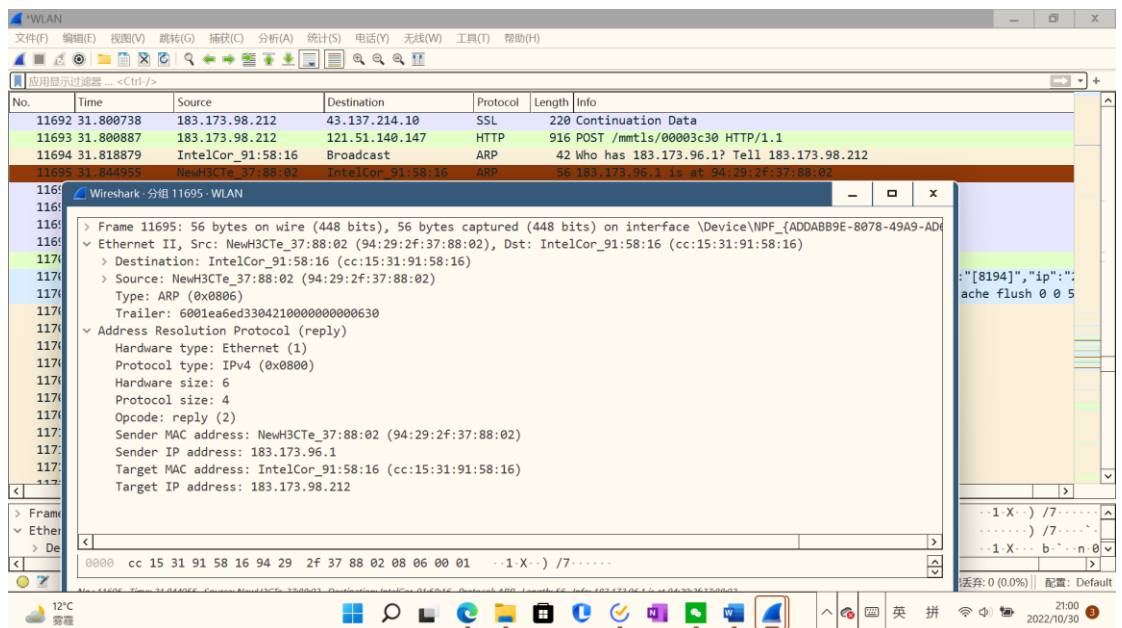 *WLAN
文件(F) 编辑(E) 视图(V) 跳转(G) 捕获(C) 分析(A) 统计(S) 电话(Y) 无线(W) 工具(T) 帮助(H)
应用显示过滤器 … <Ctrl-/>
No. Time Source Destination Protocol Length Info
11692 31.800738 183.173.98.212 43.137.214.10 SSL 220 Continuation Data
11693 31.800887 183.173.98.212 121.51.140.147 HTTP 916 POST /mmtls/00003c30 HTTP/1.1
11694 31.818879 IntelCor_91:58:16 Broadcast ARP 42 Who has 183.173.96.1? Tell 183.173.98.212
11695 31.844955 NewH3CTe_37:88:02 IntelCor_91:58:16 ARP 56 183.173.96.1 is at 94:29:2f:37:88:02
Wireshark · 分组 11695 · WLAN
Frame 11695: 56 bytes on wire (448 bits), 56 bytes captured (448 bits) on interface \Device\NPF_{ADDABB9E-8078-49A9-AD
Ethernet II, Src: NewH3CTe_37:88:02 (94:29:2f:37:88:02), Dst: IntelCor_91:58:16 (cc:15:31:91:58:16)
Destination: IntelCor_91:58:16 (cc:15:31:91:58:16)
Source: NewH3CTe_37:88:02 (94:29:2f:37:88:02)
:"[8194]","ip":"
Type: ARP (0x0806)
ache flush 0 0 5
Trailer: 6001ea6ed3304210000000000630
Address Resolution Protocol (reply)
Hardware type: Ethernet (1)
Protocol type: IPv4 (0x0800)
Hardware size: 6
Protocol size: 4
Opcode: reply (2)
Sender MAC address: NewH3CTe_37:88:02 (94:29:2f:37:88:02)
Sender IP address: 183.173.96.1
Target MAC address: IntelCor_91:58:16 (cc:15:31:91:58:16)
Target IP address: 183.173.98.212
Frame
Ether
De
0000 cc 15 31 91 58 16 94 29 2f 37 88 02 08 06 00 01 ··1·X··) /7······
丢弃: 0 (0.0%) 配置: Default
12°C
雾霾
英 拼
21:00
2022/10/30
3